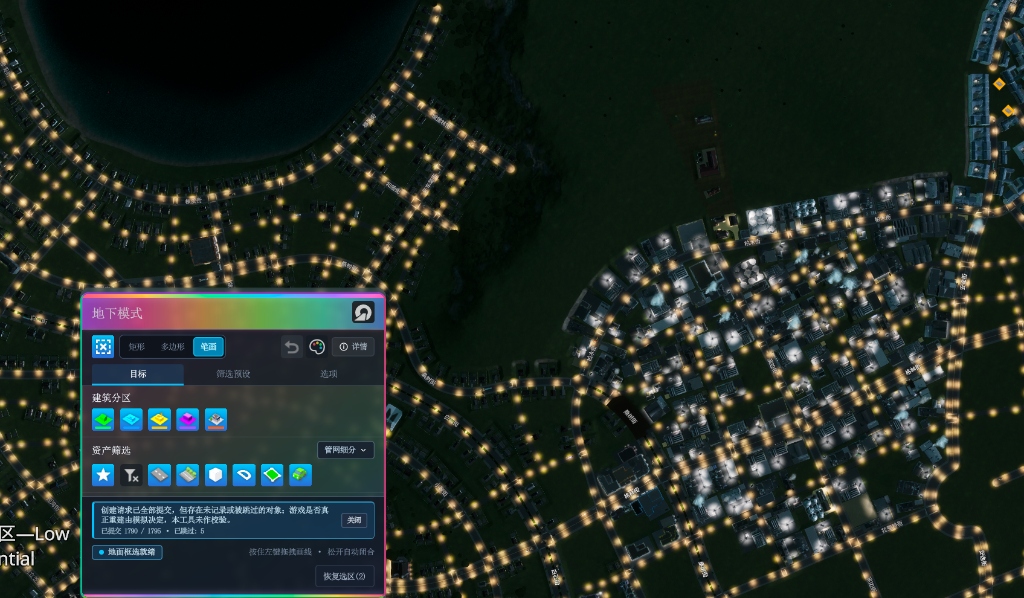 地下模式
矩形 多边形 笔画 详情
目标 筛选预设 选项
建筑分区
资产筛选 管网细分
创建请求已全部提交，但存在未记录或被跳过的对象；游戏是否真
正重建由模拟决定，本工具未作校验。
已提交 1790 / 1795 • 已跳过: 5
关闭
地面框选就绪 按住左键拖拽画线 • 松开自动闭合
恢复选区(2)
区—Low
ntial